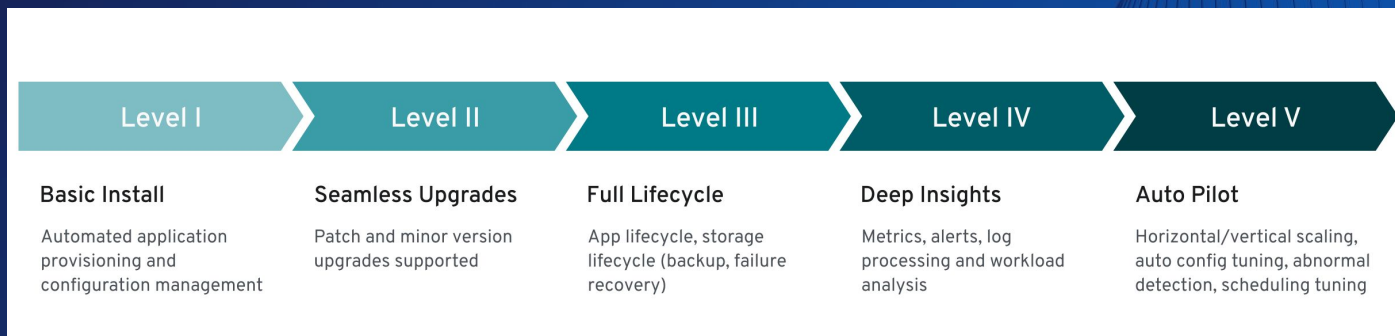 Level I
Level II
Level III
Level IV
Level V
Basic Install
Automated application
provisioning and
configuration management
Seamless Upgrades
Patch and minor version
upgrades supported
Full Lifecycle
App lifecycle, storage
lifecycle (backup, failure
recovery)
Deep Insights
Metrics, alerts, log
processing and workload
analysis
Auto Pilot
Horizontal/vertical scaling,
auto config tuning, abnormal
detection, scheduling tuning